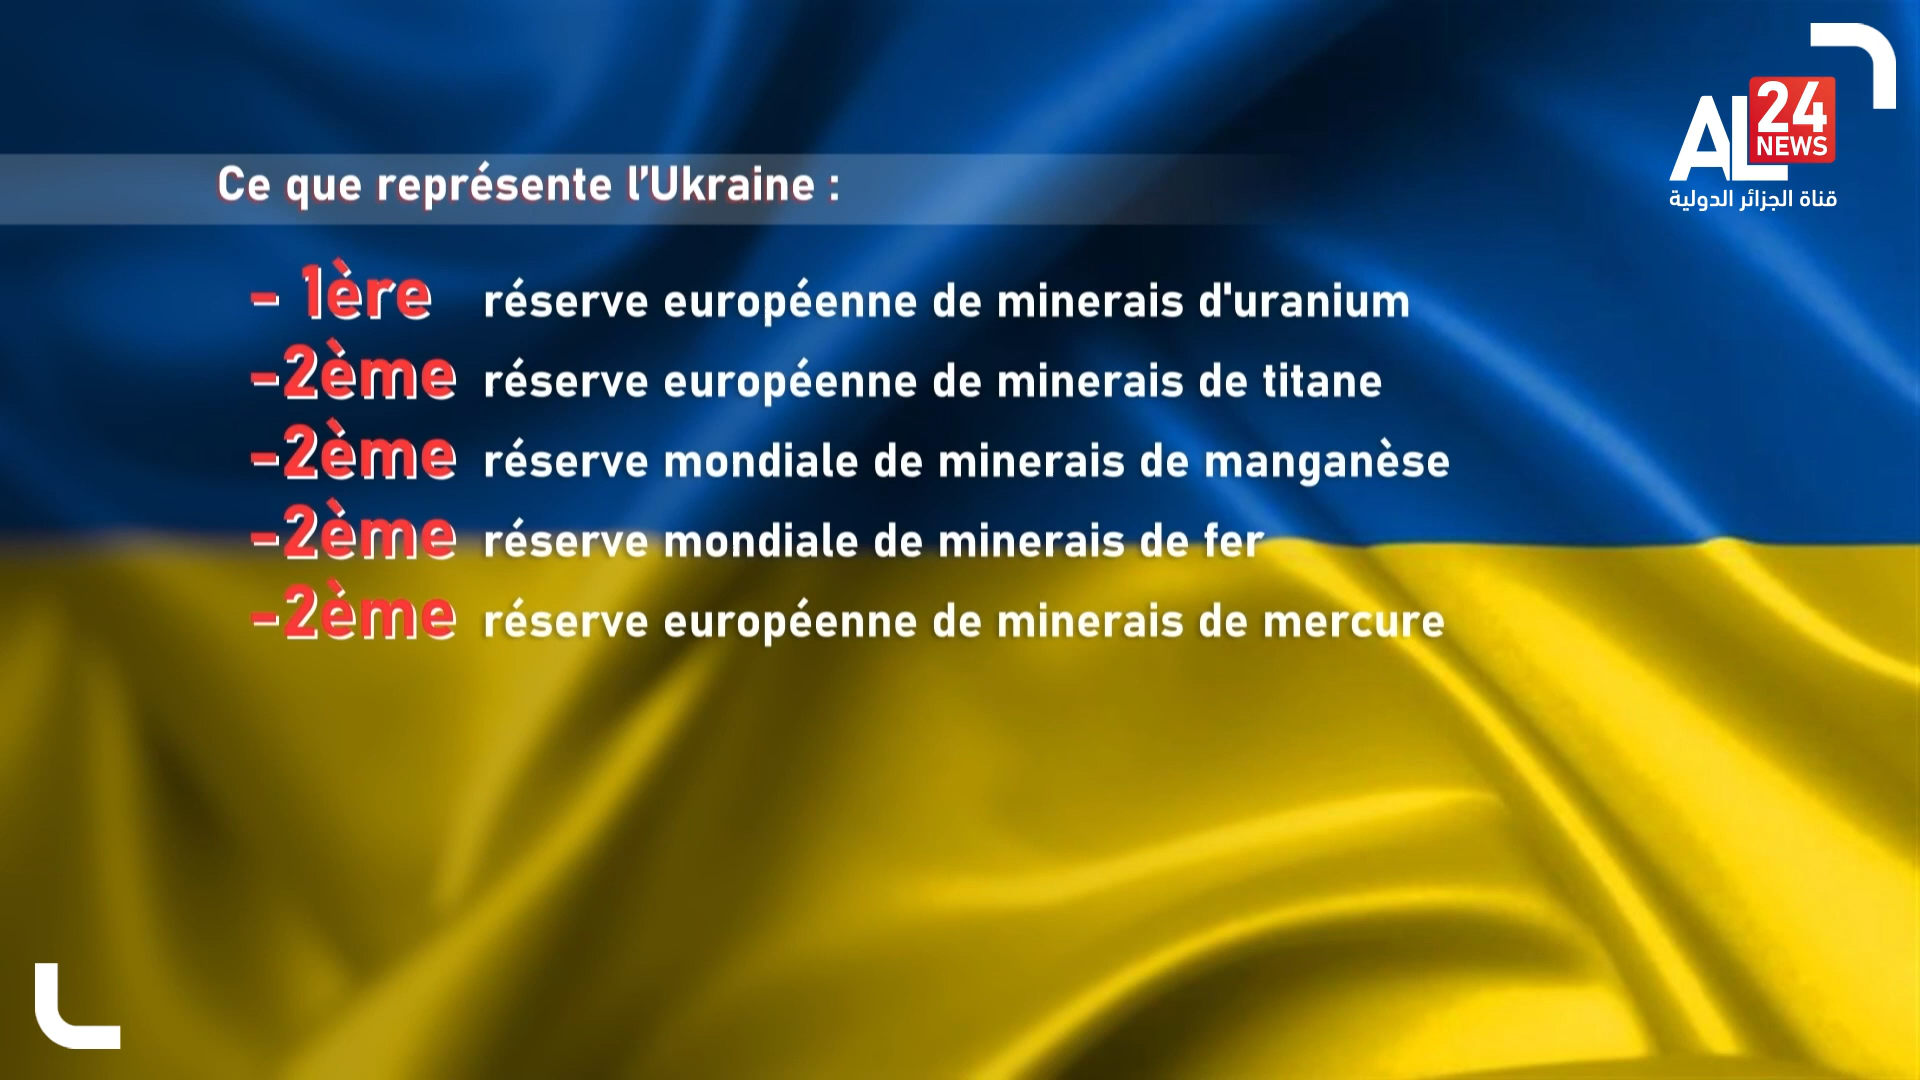 AL 24
NEWS
قناة الجزائر الدولية
Ce que représente l’Ukraine :
- 1ère réserve européenne de minerais d'uranium
-2ème réserve européenne de minerais de titane
-2ème réserve mondiale de minerais de manganèse
-2ème réserve mondiale de minerais de fer
-2ème réserve européenne de minerais de mercure